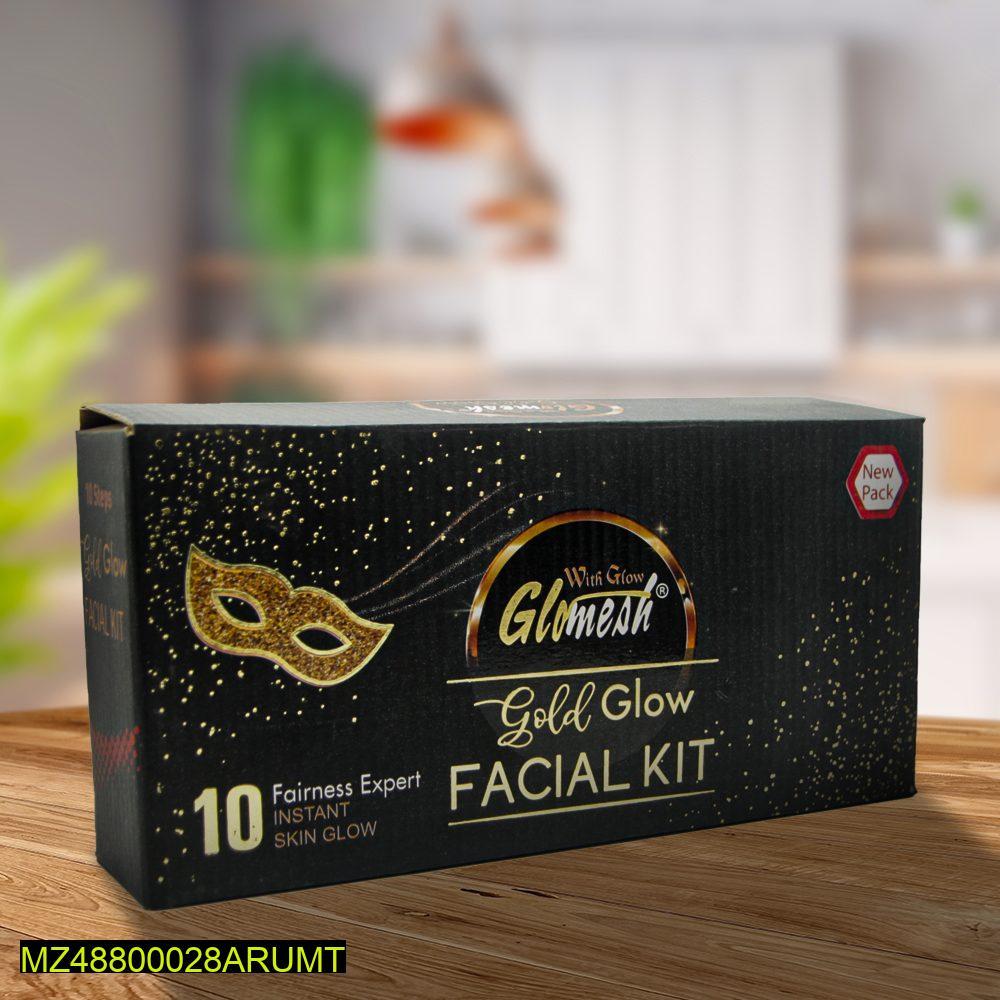 Glomesh
New
Pack
10 Steps
Gold Glow
FACIAL KIT
With Glow
Glomesh®
Gold Glow
FACIAL KIT
10 Fairness Expert
INSTANT
SKIN GLOW
MZ48800028ARUMT